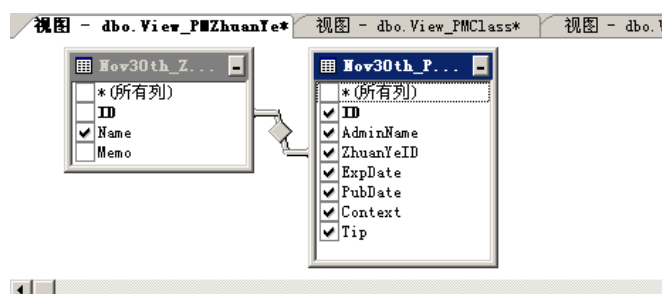 视图 - dbo.View_PMZhuanYe* 视图 - dbo.View_PMClass* 视图 - dbo.
Nov30th_Z... Nov30th_P...
*(所有列) *(所有列)
ID ID
Name AdminName
Memo ZhuanYeID
ExpDate
PubDate
Context
Tip